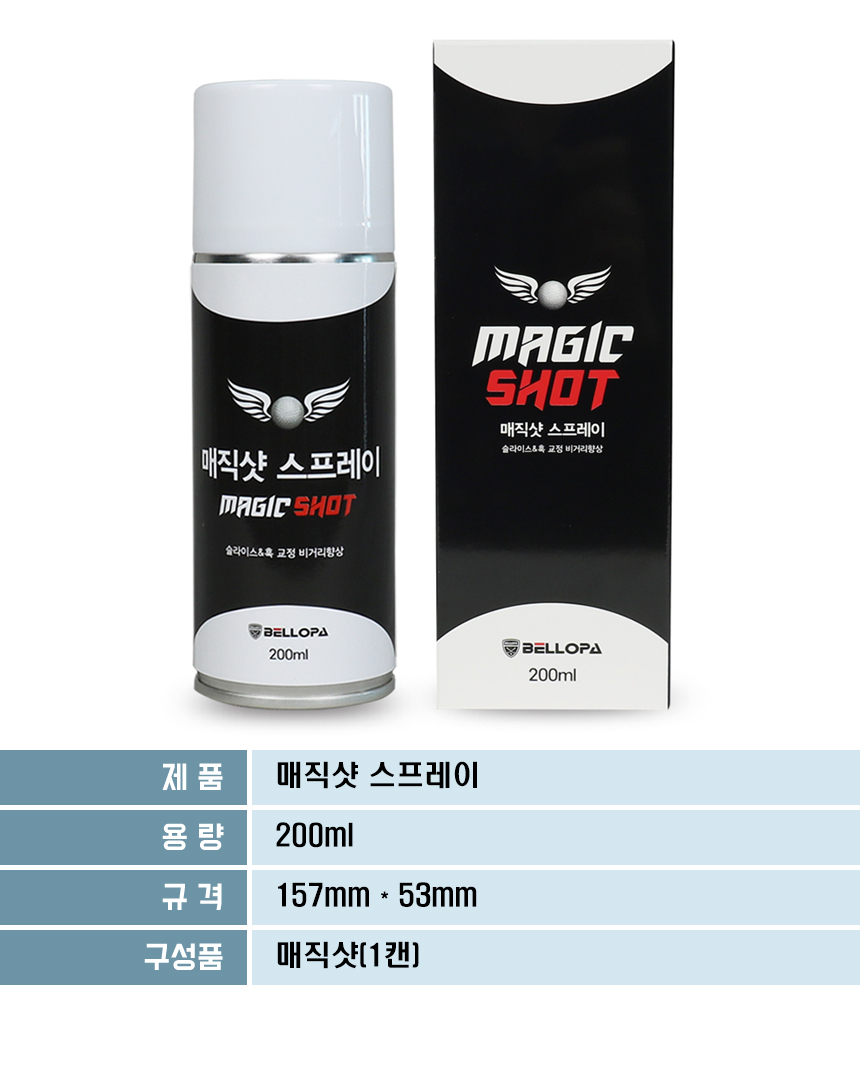 매직샷 스프레이
MAGIC SHOT
슬라이스&훅 교정 비거리향상
BELLOPA
200ml
MAGIC
SHOT
매직샷 스프레이
슬라이스&훅 교정 비거리향상
BELLOPA
200ml
제 품 매직샷 스프레이
용 량 200ml
규 격 157mm * 53mm
구성품 매직샷(1캔)